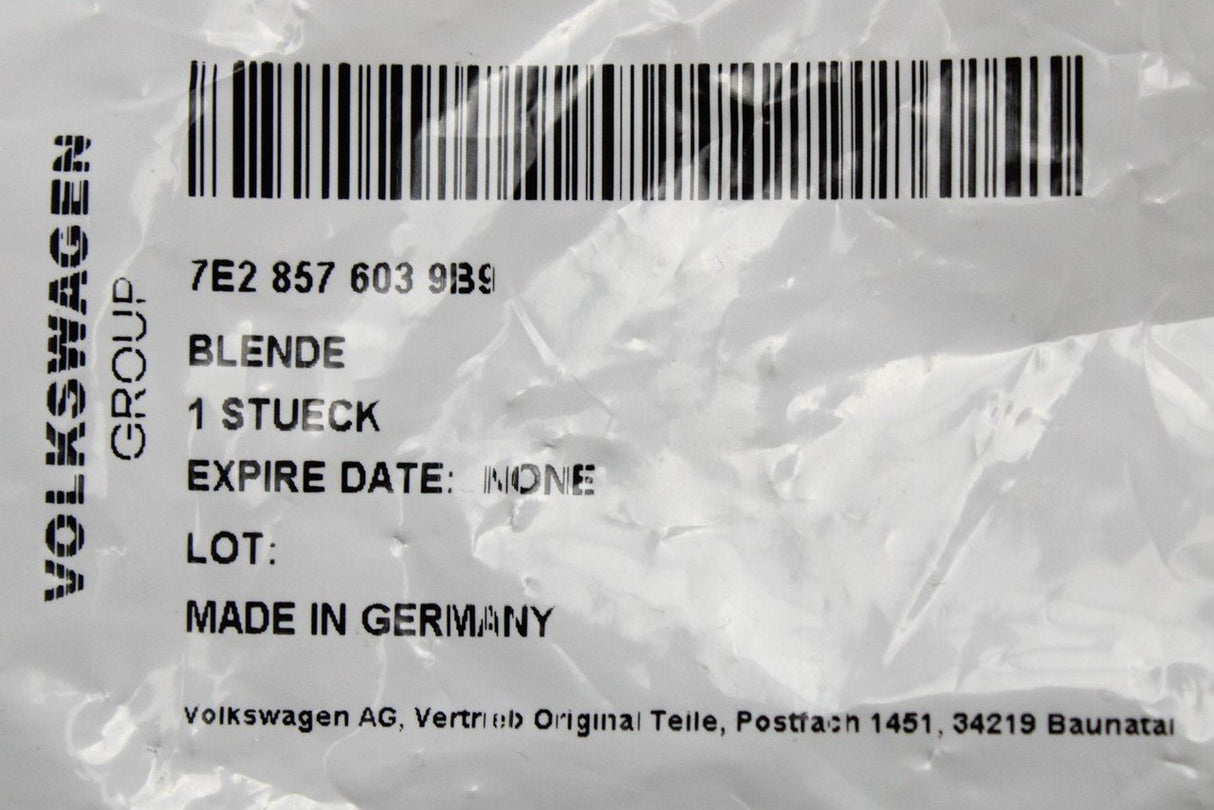 VOLKSWAGEN
GROUP
7E2 857 603 9B9
BLENDE
1 STUECK
EXPIRE DATE: NONE
LOT:
MADE IN GERMANY
Volkswagen AG, Vertrieb Original Teile, Postfach 1451, 34219 Baunatal